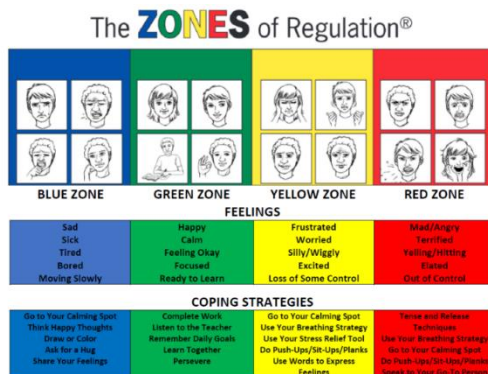 The ZONES of Regulation®
BLUE ZONE GREEN ZONE YELLOW ZONE RED ZONE
FEELINGS
Sad Happy Frustrated Mad/Angry
Sick Calm Worried Terrified
Tired Feeling Okay Silly/Wiggly Yelling/Hitting
Bored Focused Excited Elated
Moving Slowly Ready to Learn Loss of Some Control Out of Control
COPING STRATEGIES
Go to Your Calming Spot Complete Work Go to Your Calming Spot Tense and Release
Think Happy Thoughts Listen to the Teacher Use Your Breathing Strategy Techniques
Draw or Color Remember Daily Goals Use Your Stress Relief Tool Use Your Breathing Strategy
Ask for a Hug Learn Together Do Push-Ups/Sit-Ups/Planks Go to Your Calming Spot
Share Your Feelings Persevere Use Words to Express Do Push-Ups/Sit-Ups/Planks
Feelings Speak to Your Go To Person